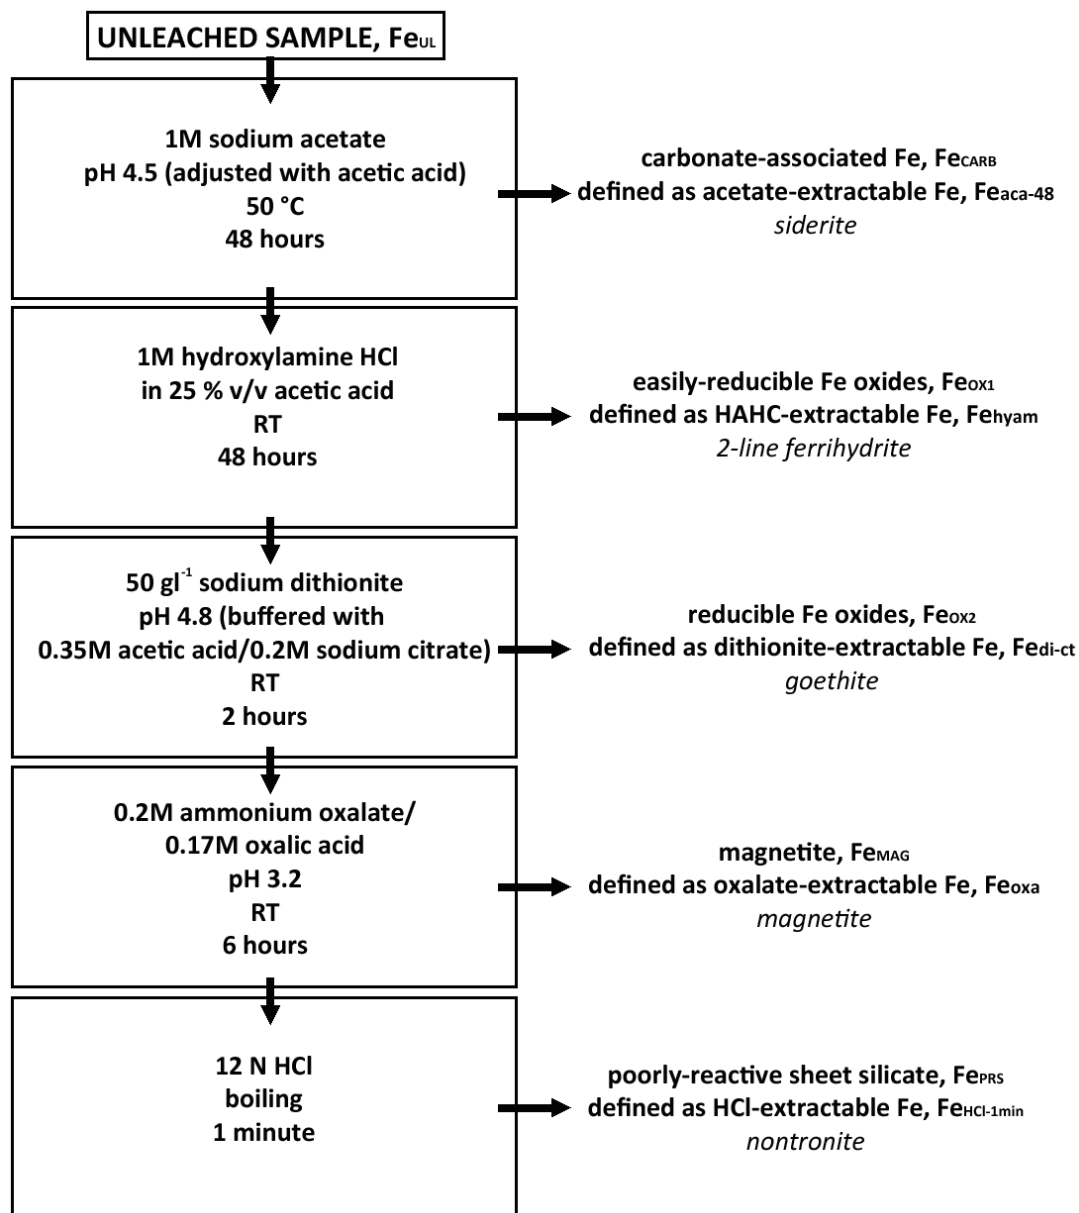 UNLEACHED SAMPLE, FeUL
1M sodium acetate
pH 4.5 (adjusted with acetic acid)
50 °C
48 hours
carbonate-associated Fe, FeCARB
defined as acetate-extractable Fe, Feaca-48
siderite
1M hydroxylamine HCl
in 25 % v/v acetic acid
RT
48 hours
easily-reducible Fe oxides, FeOX1
defined as HAHC-extractable Fe, Fehyam
2-line ferrihydrite
50 gl-1 sodium dithionite
pH 4.8 (buffered with
0.35M acetic acid/0.2M sodium citrate)
RT
2 hours
reducible Fe oxides, FeOX2
defined as dithionite-extractable Fe, Fedi-ct
goethite
0.2M ammonium oxalate/
0.17M oxalic acid
pH 3.2
RT
6 hours
magnetite, FeMAG
defined as oxalate-extractable Fe, Feoxa
magnetite
12 N HCl
boiling
1 minute
poorly-reactive sheet silicate, FePRS
defined as HCl-extractable Fe, FeHCl-1min
nontronite